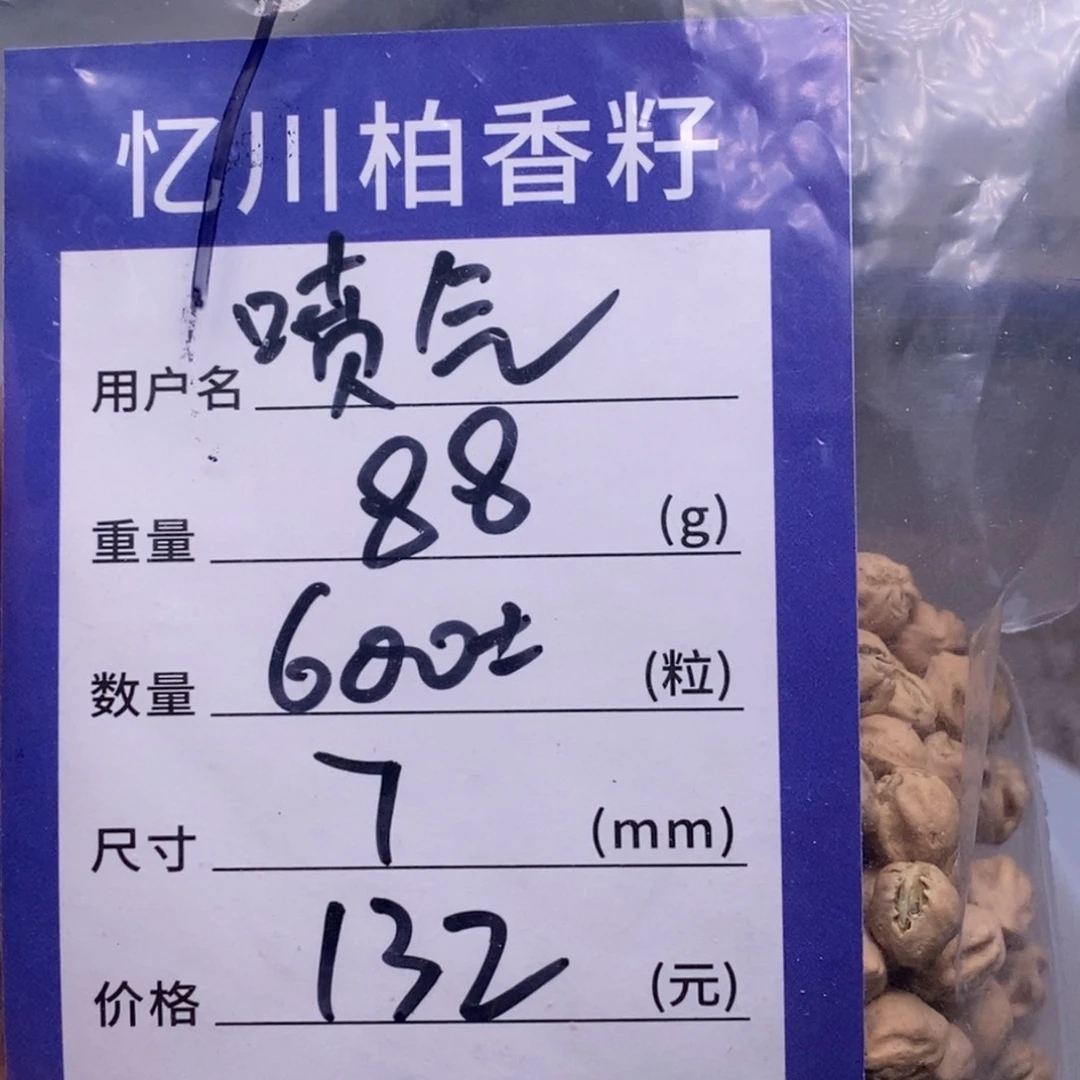 忆川柏香籽
用户名 喷气
重量 88 (g)
数量 600± (粒)
尺寸 7 (mm)
价格 132 (元)